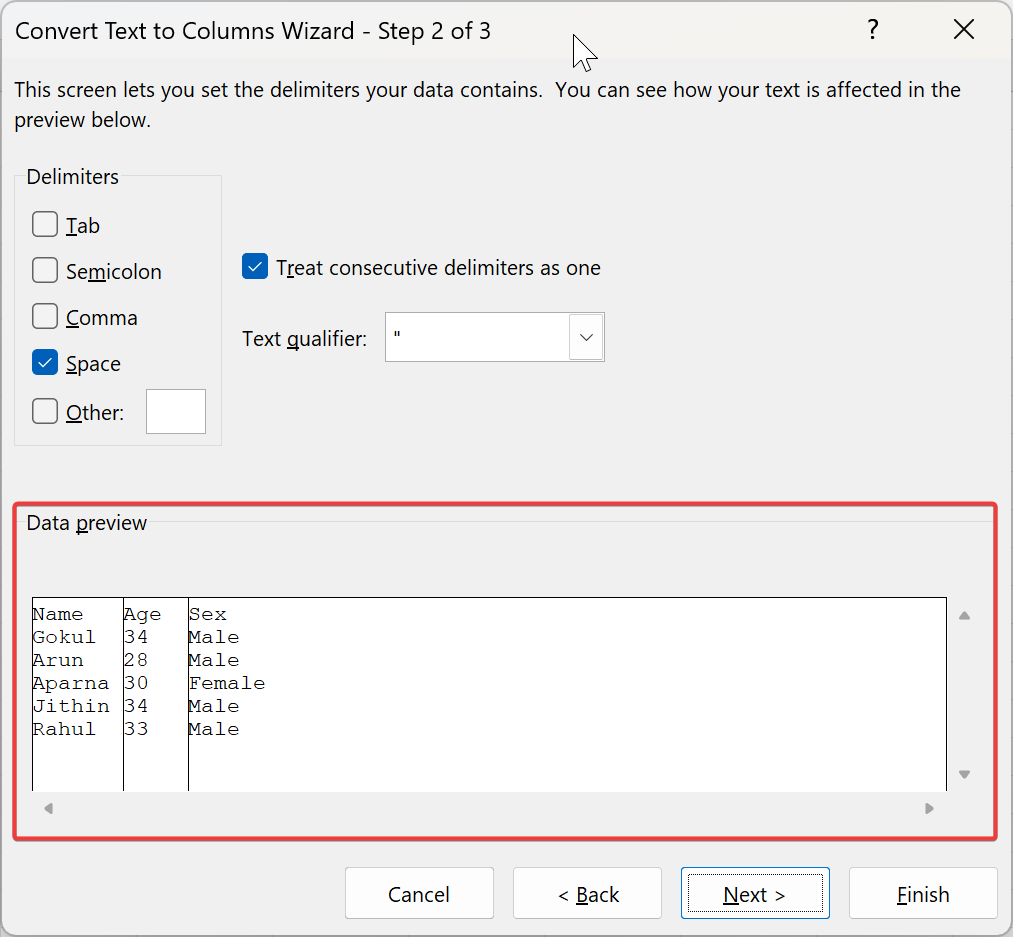 Convert Text to Columns Wizard - Step 2 of 3 ?
This screen lets you set the delimiters your data contains.  You can see how your text is affected in the
preview below.
Delimiters
Tab
Semicolon
Comma
Space
Other:
Treat consecutive delimiters as one
Text qualifier: "
Data preview
Name Age Sex
Gokul 34 Male
Arun 28 Male
Aparna 30 Female
Jithin 34 Male
Rahul 33 Male
Cancel < Back Next > Finish